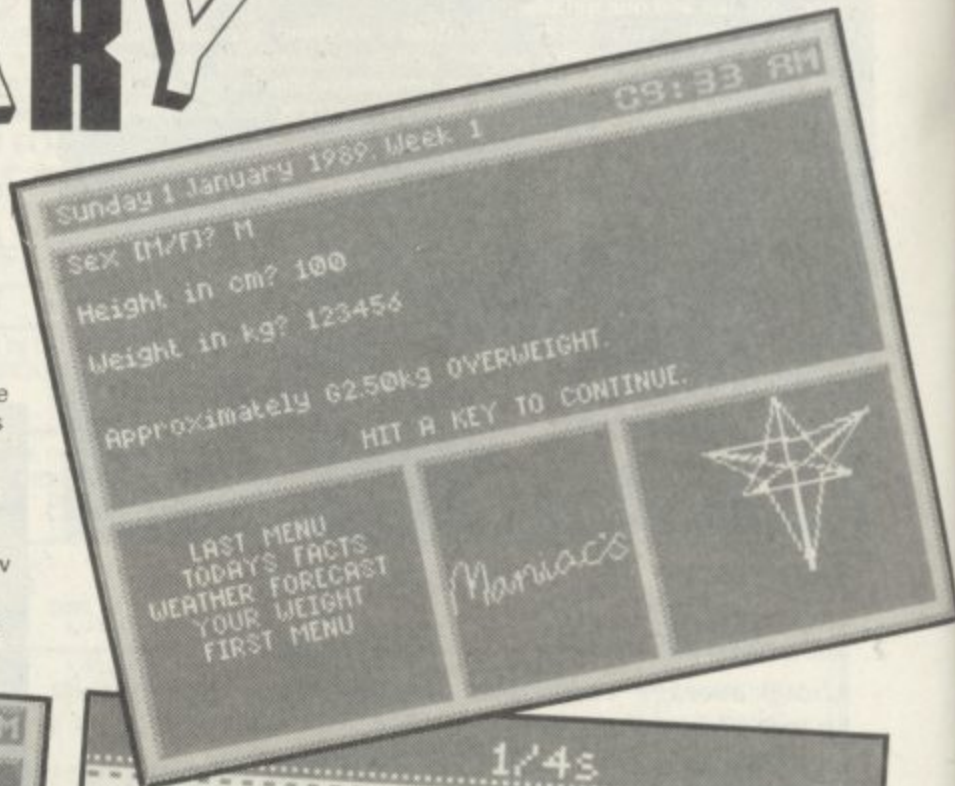 RY
Sunday 1 January 1989. Week 1
09:33 AM
Sex [M/F]? M
Height in cm? 100
Weight in kg? 123456
Approximately G2.50kg OVERWEIGHT.
HIT A KEY TO CONTINUE.
LAST MENU
TODAYS FACTS
WEATHER FORECAST
YOUR WEIGHT
FIRST MENU
Maniac's
M
1/4s